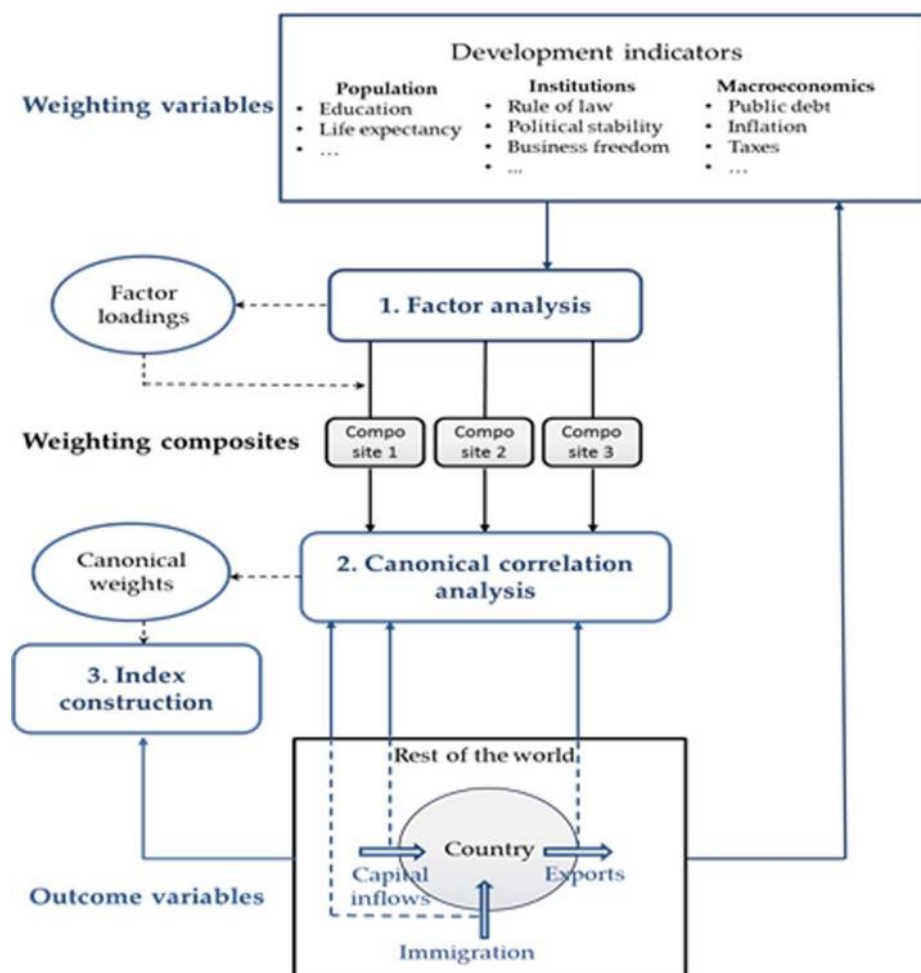 Development indicators
Weighting variables
Population
• Education
• Life expectancy
• …
Institutions
• Rule of law
• Political stability
• Business freedom
• ...
Macroeconomics
• Public debt
• Inflation
• Taxes
• …
Factor
loadings
1. Factor analysis
Weighting composites
Compo
site 1
Compo
site 2
Compo
site 3
Canonical
weights
2. Canonical correlation
analysis
3. Index
construction
Rest of the world
Country
Capital
inflows
Exports
Outcome variables
Immigration